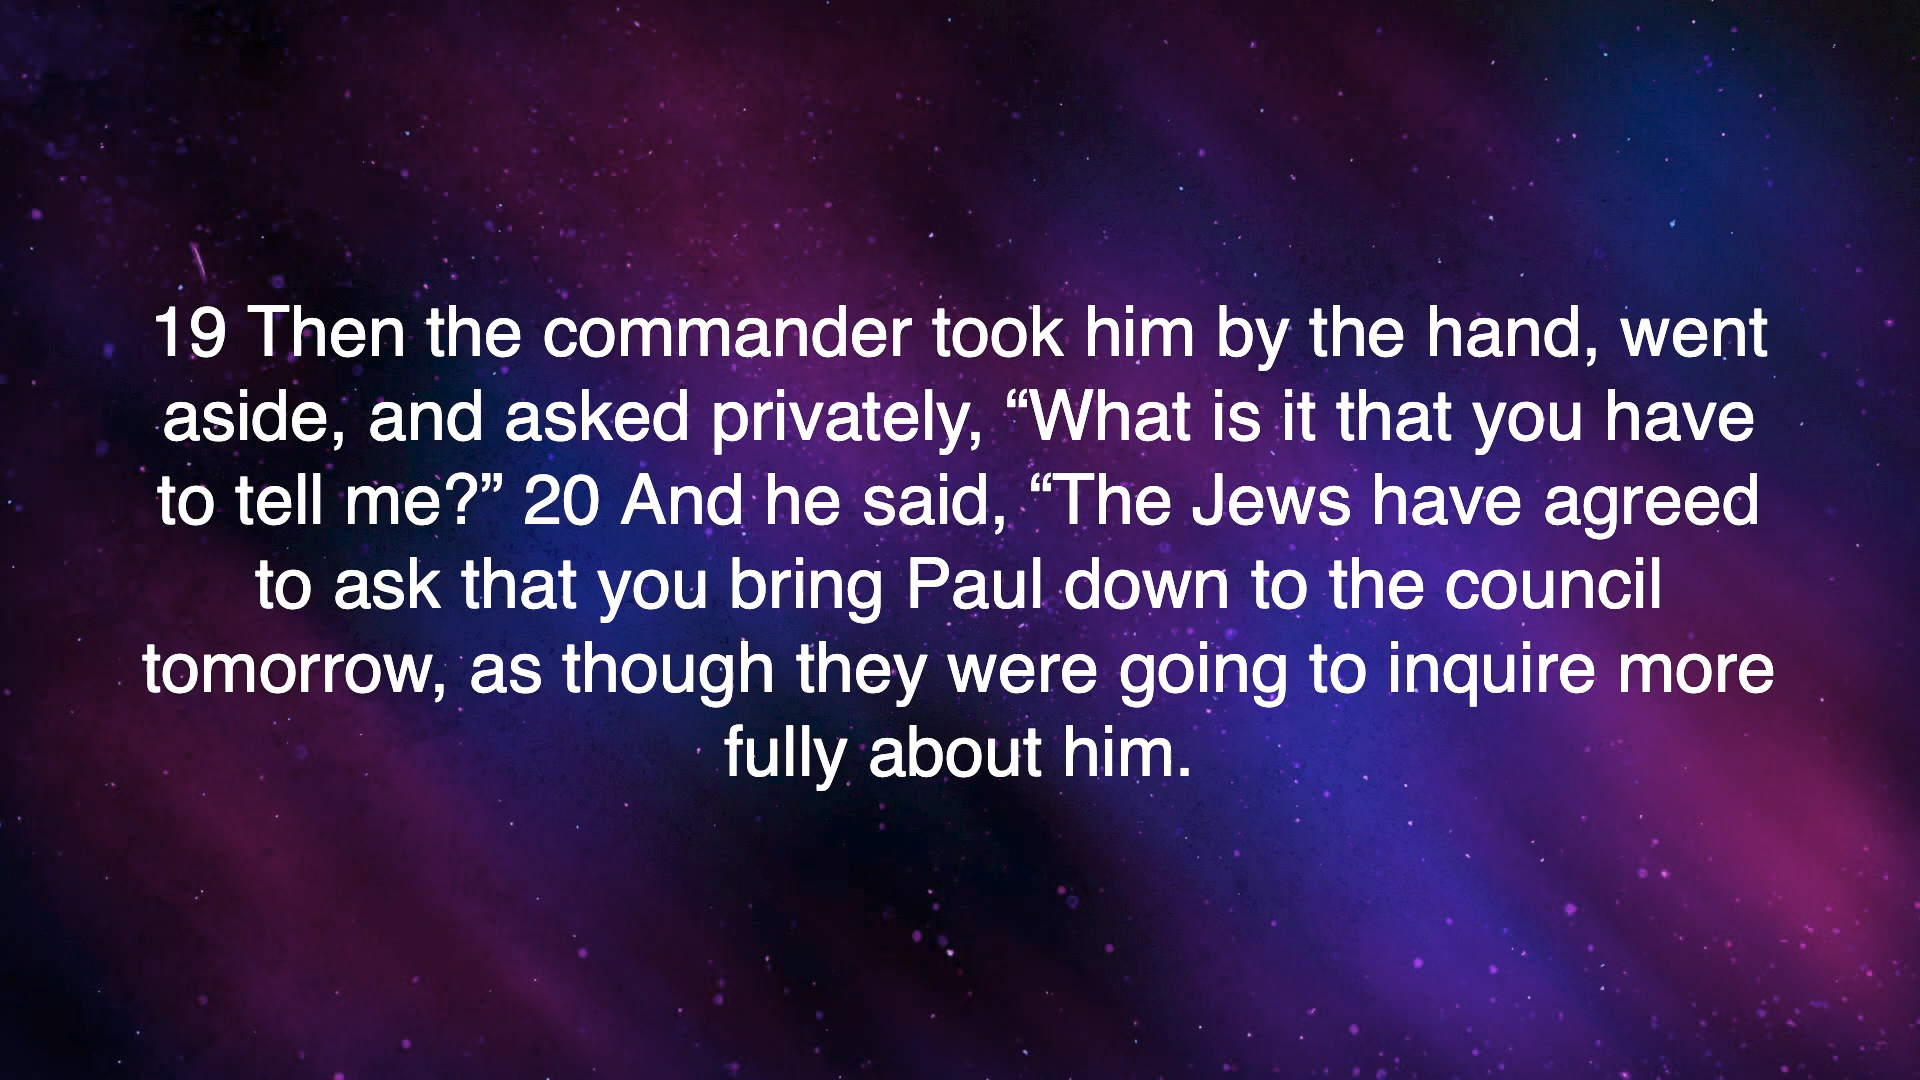 19 Then the commander took him by the hand, went
aside, and asked privately, “What is it that you have
to tell me?” 20 And he said, “The Jews have agreed
to ask that you bring Paul down to the council
tomorrow, as though they were going to inquire more
fully about him.